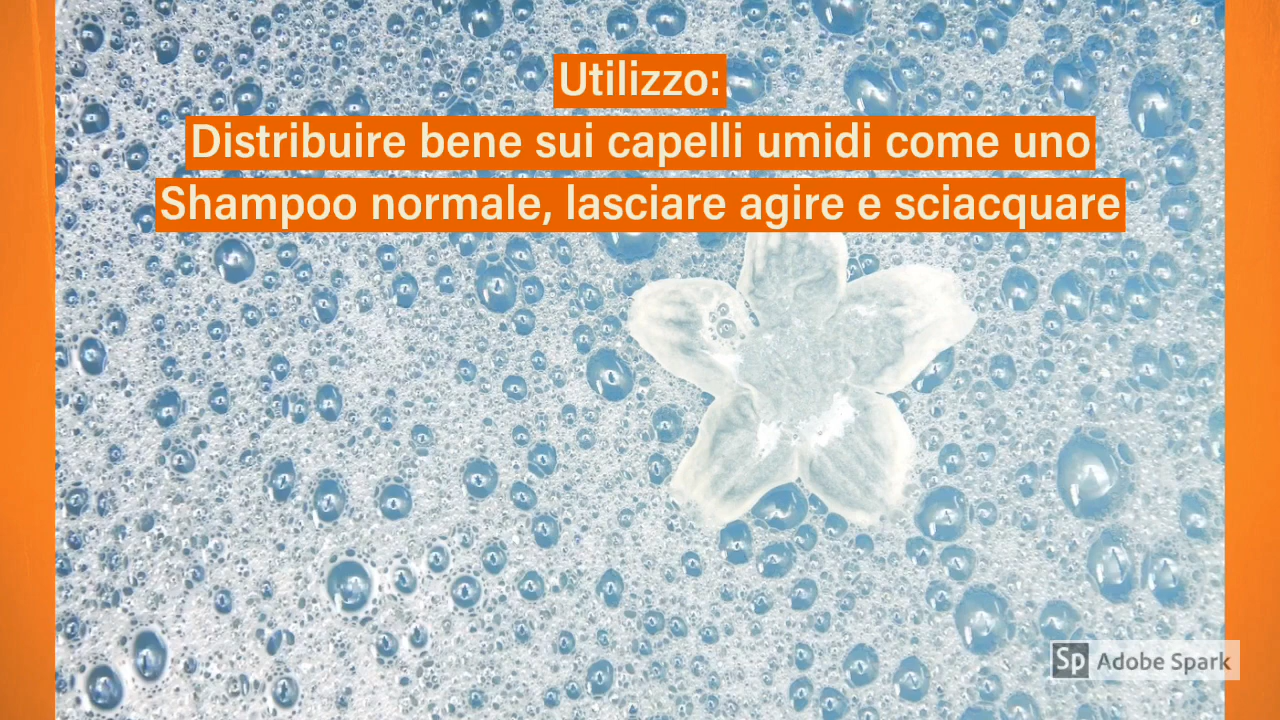 Utilizzo:
Distribuire bene sui capelli umidi come uno
Shampoo normale, lasciare agire e sciacquare
Sp Adobe Spark